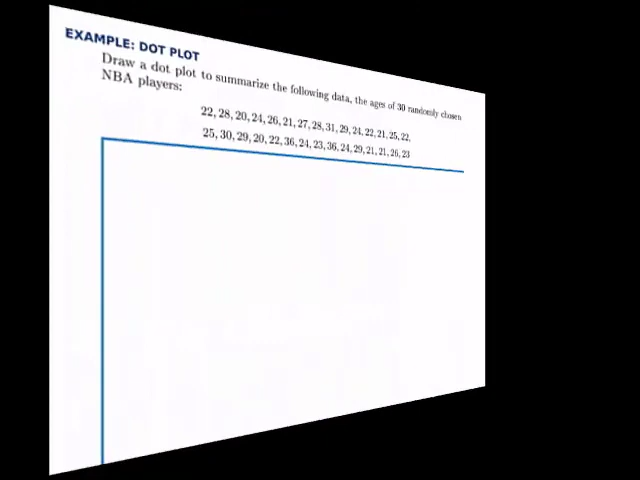 EXAMPLE: DOT PLOT
Draw a dot plot to summarize the following data, the ages of 30 randomly chosen
NBA players:
22, 28, 20, 24, 26, 21, 27, 28, 31, 29, 24, 22, 21, 25, 22,
25, 30, 29, 20, 22, 36, 24, 23, 36, 24, 29, 21, 21, 26, 23